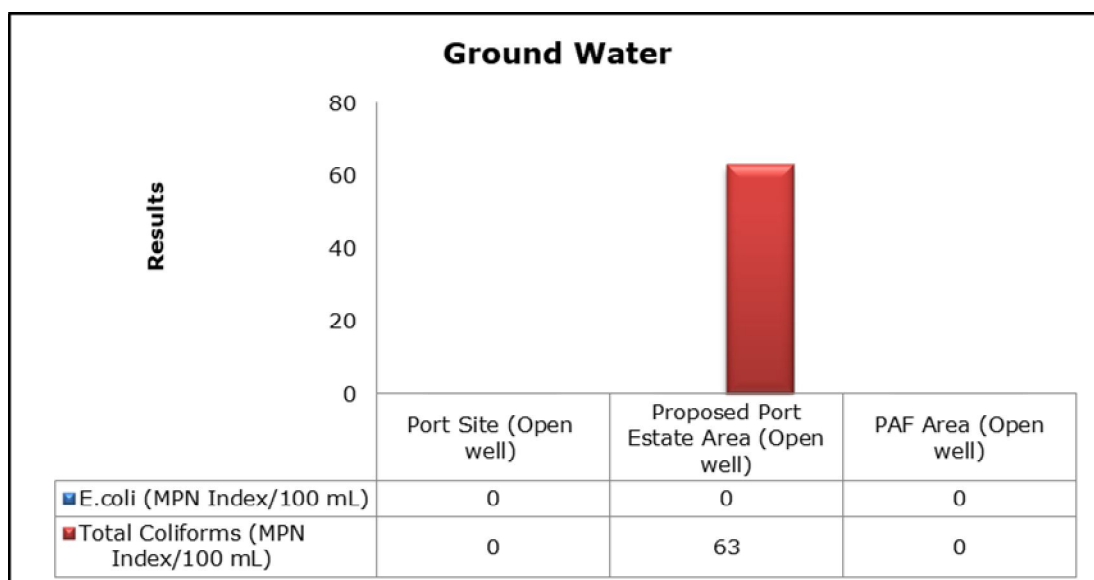 Ground Water
Results
80
60
40
20
0
Port Site (Open
well)
Proposed Port
Estate Area (Open
well)
PAF Area (Open
well)
E.coli (MPN Index/100 mL)
0
0
0
Total Coliforms (MPN
Index/100 mL)
0
63
0